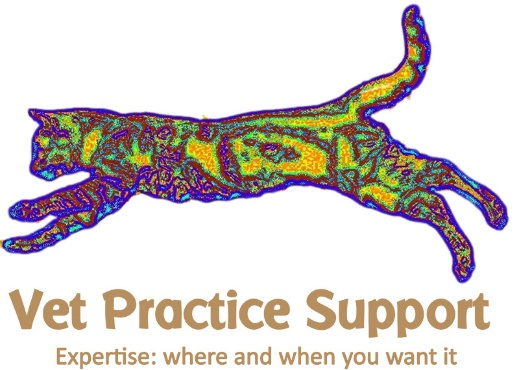 Vet Practice Support
Expertise: where and when you want it